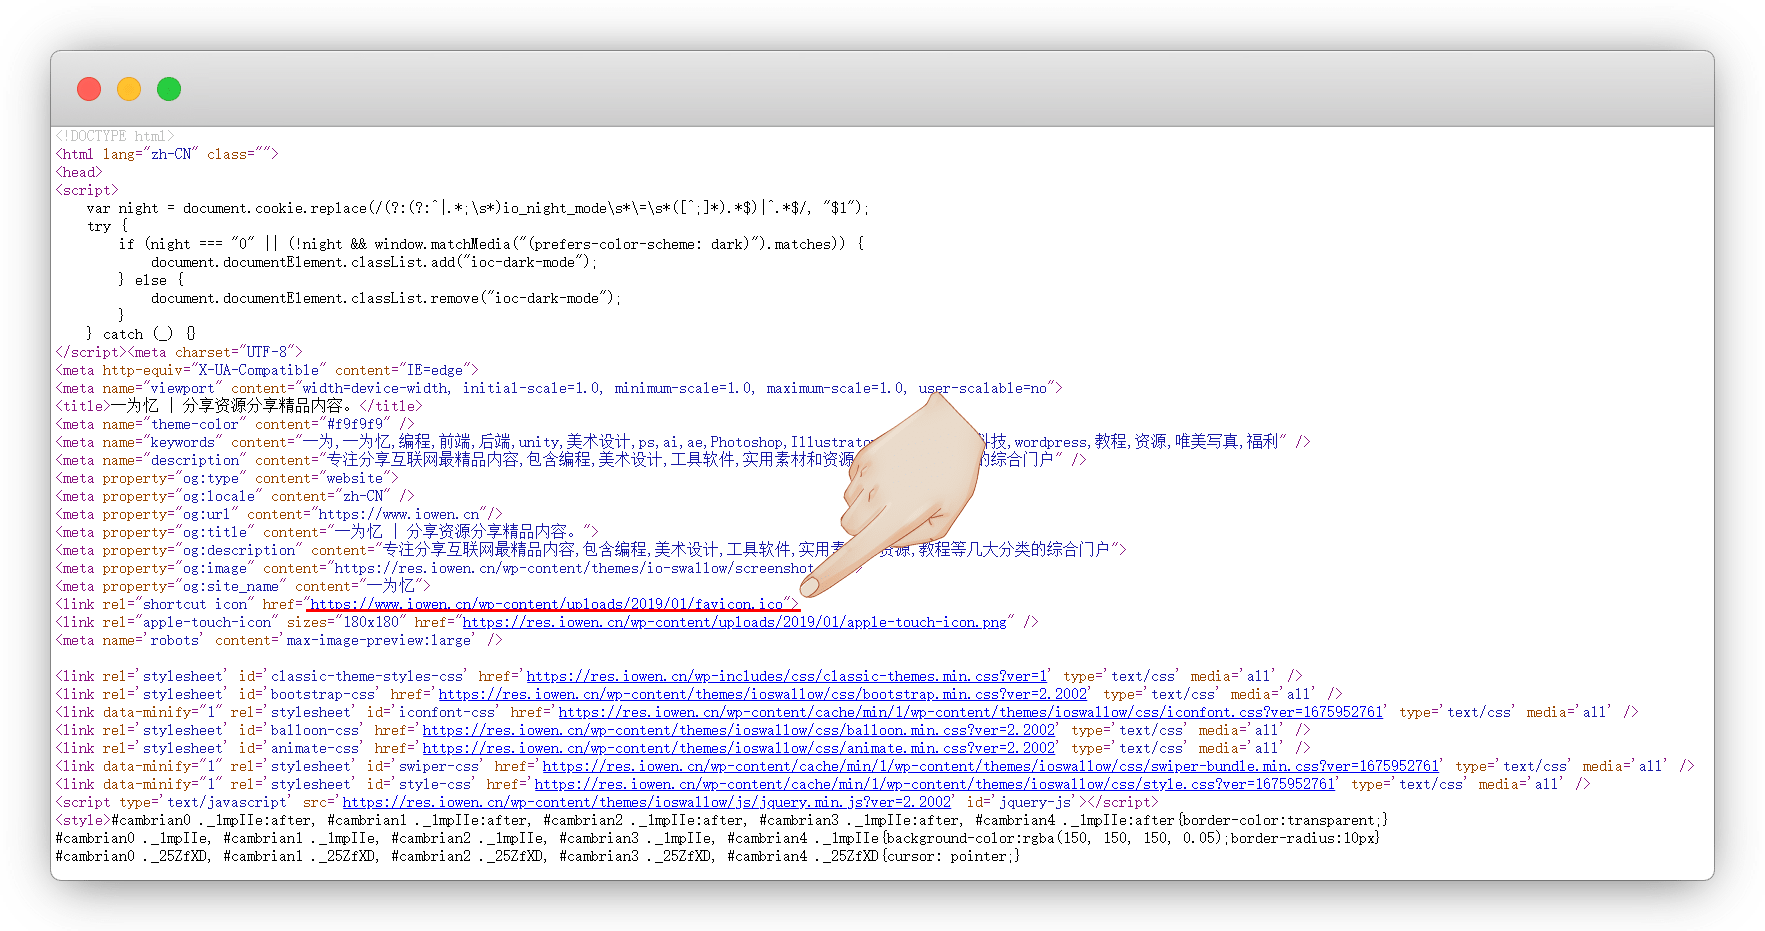 <!DOCTYPE html>
<html lang="zh-CN" class="">
<head>
<script>
    var night = document.cookie.replace(/(?:(?:^|.*;\s*)io_night_mode\s*\=\s*([^;]*).*$)|^.*$/, "$1");
    try {
        if (night === "0" || (!night && window.matchMedia("(prefers-color-scheme: dark)").matches)) {
            document.documentElement.classList.add("ioc-dark-mode");
        } else {
            document.documentElement.classList.remove("ioc-dark-mode");
        }
    } catch (_) {}
</script><meta charset="UTF-8">
<meta http-equiv="X-UA-Compatible" content="IE=edge">
<meta name="viewport" content="width=device-width, initial-scale=1.0, minimum-scale=1.0, maximum-scale=1.0, user-scalable=no">
<title>一为忆 | 分享资源分享精品内容。</title>
<meta name="theme-color" content="#f9f9f9" />
<meta name="keywords" content="一为,一为忆,编程,前端,后端,unity,美术设计,ps,ai,ae,Photoshop,Illustrator 科技,wordpress,教程,资源,唯美写真,福利" />
<meta name="description" content="专注分享互联网最精品内容,包含编程,美术设计,工具软件,实用素材和资源 的综合门户" />
<meta property="og:type" content="website">
<meta property="og:locale" content="zh-CN" />
<meta property="og:url" content="https://www.iowen.cn"/>
<meta property="og:title" content="一为忆 | 分享资源分享精品内容。">
<meta property="og:description" content="专注分享互联网最精品内容,包含编程,美术设计,工具软件,实用 资源,教程等几大分类的综合门户">
<meta property="og:image" content="https://res.iowen.cn/wp-content/themes/io-swallow/screenshot >
<meta property="og:site_name" content="一为忆">
<link rel="shortcut icon" href="https://www.iowen.cn/wp-content/uploads/2019/01/favicon.ico">
<link rel="apple-touch-icon" sizes="180x180" href="https://res.iowen.cn/wp-content/uploads/2019/01/apple-touch-icon.png" />
<meta name='robots' content='max-image-preview:large' />
<link rel='stylesheet' id='classic-theme-styles-css' href='https://res.iowen.cn/wp-includes/css/classic-themes.min.css?ver=1' type='text/css' media='all' />
<link rel='stylesheet' id='bootstrap-css' href='https://res.iowen.cn/wp-content/themes/ioswallow/css/bootstrap.min.css?ver=2.2002' type='text/css' media='all' />
<link data-minify="1" rel='stylesheet' id='iconfont-css' href='https://res.iowen.cn/wp-content/cache/min/1/wp-content/themes/ioswallow/css/iconfont.css?ver=1675952761' type='text/css' media='all' />
<link rel='stylesheet' id='balloon-css' href='https://res.iowen.cn/wp-content/themes/ioswallow/css/balloon.min.css?ver=2.2002' type='text/css' media='all' />
<link rel='stylesheet' id='animate-css' href='https://res.iowen.cn/wp-content/themes/ioswallow/css/animate.min.css?ver=2.2002' type='text/css' media='all' />
<link data-minify="1" rel='stylesheet' id='swiper-css' href='https://res.iowen.cn/wp-content/cache/min/1/wp-content/themes/ioswallow/css/swiper-bundle.min.css?ver=1675952761' type='text/css' media='all' />
<link data-minify="1" rel='stylesheet' id='style-css' href='https://res.iowen.cn/wp-content/cache/min/1/wp-content/themes/ioswallow/css/style.css?ver=1675952761' type='text/css' media='all' />
<script type='text/javascript' src='https://res.iowen.cn/wp-content/themes/ioswallow/js/jquery.min.js?ver=2.2002' id='jquery-js'></script>
<style>#cambrian0 ._1mpIIe:after, #cambrian1 ._1mpIIe:after, #cambrian2 ._1mpIIe:after, #cambrian3 ._1mpIIe:after, #cambrian4 ._1mpIIe:after{border-color:transparent;}
#cambrian0 ._1mpIIe, #cambrian1 ._1mpIIe, #cambrian2 ._1mpIIe, #cambrian3 ._1mpIIe, #cambrian4 ._1mpIIe{background-color:rgba(150, 150, 150, 0.05);border-radius:10px}
#cambrian0 ._25ZfXD, #cambrian1 ._25ZfXD, #cambrian2 ._25ZfXD, #cambrian3 ._25ZfXD, #cambrian4 ._25ZfXD{cursor: pointer;}